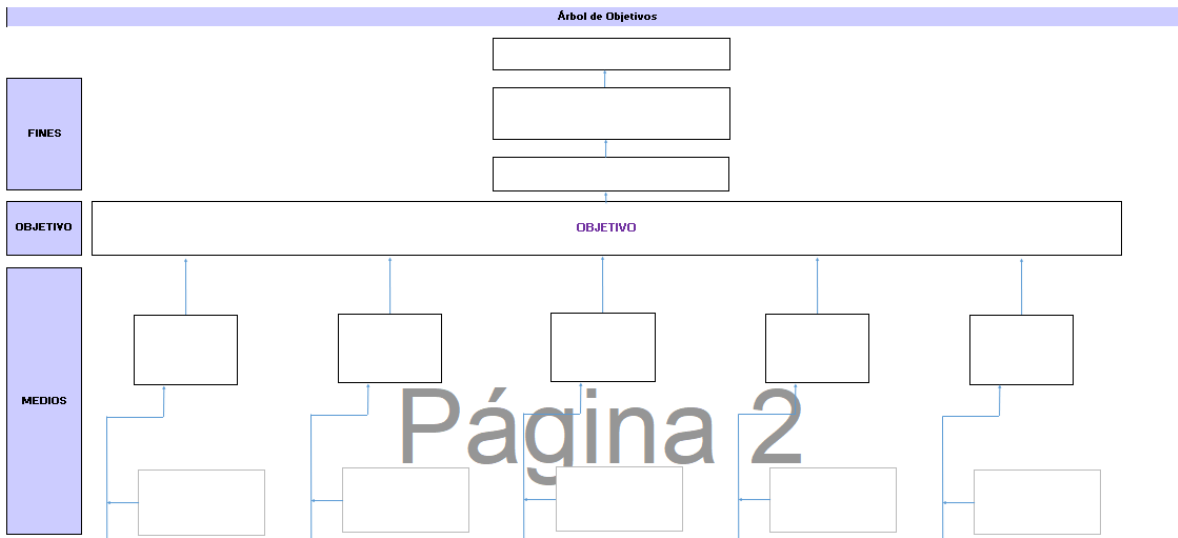 Árbol de Objetivos
FINES
OBJETIVO
OBJETIVO
MEDIOS
Página 2